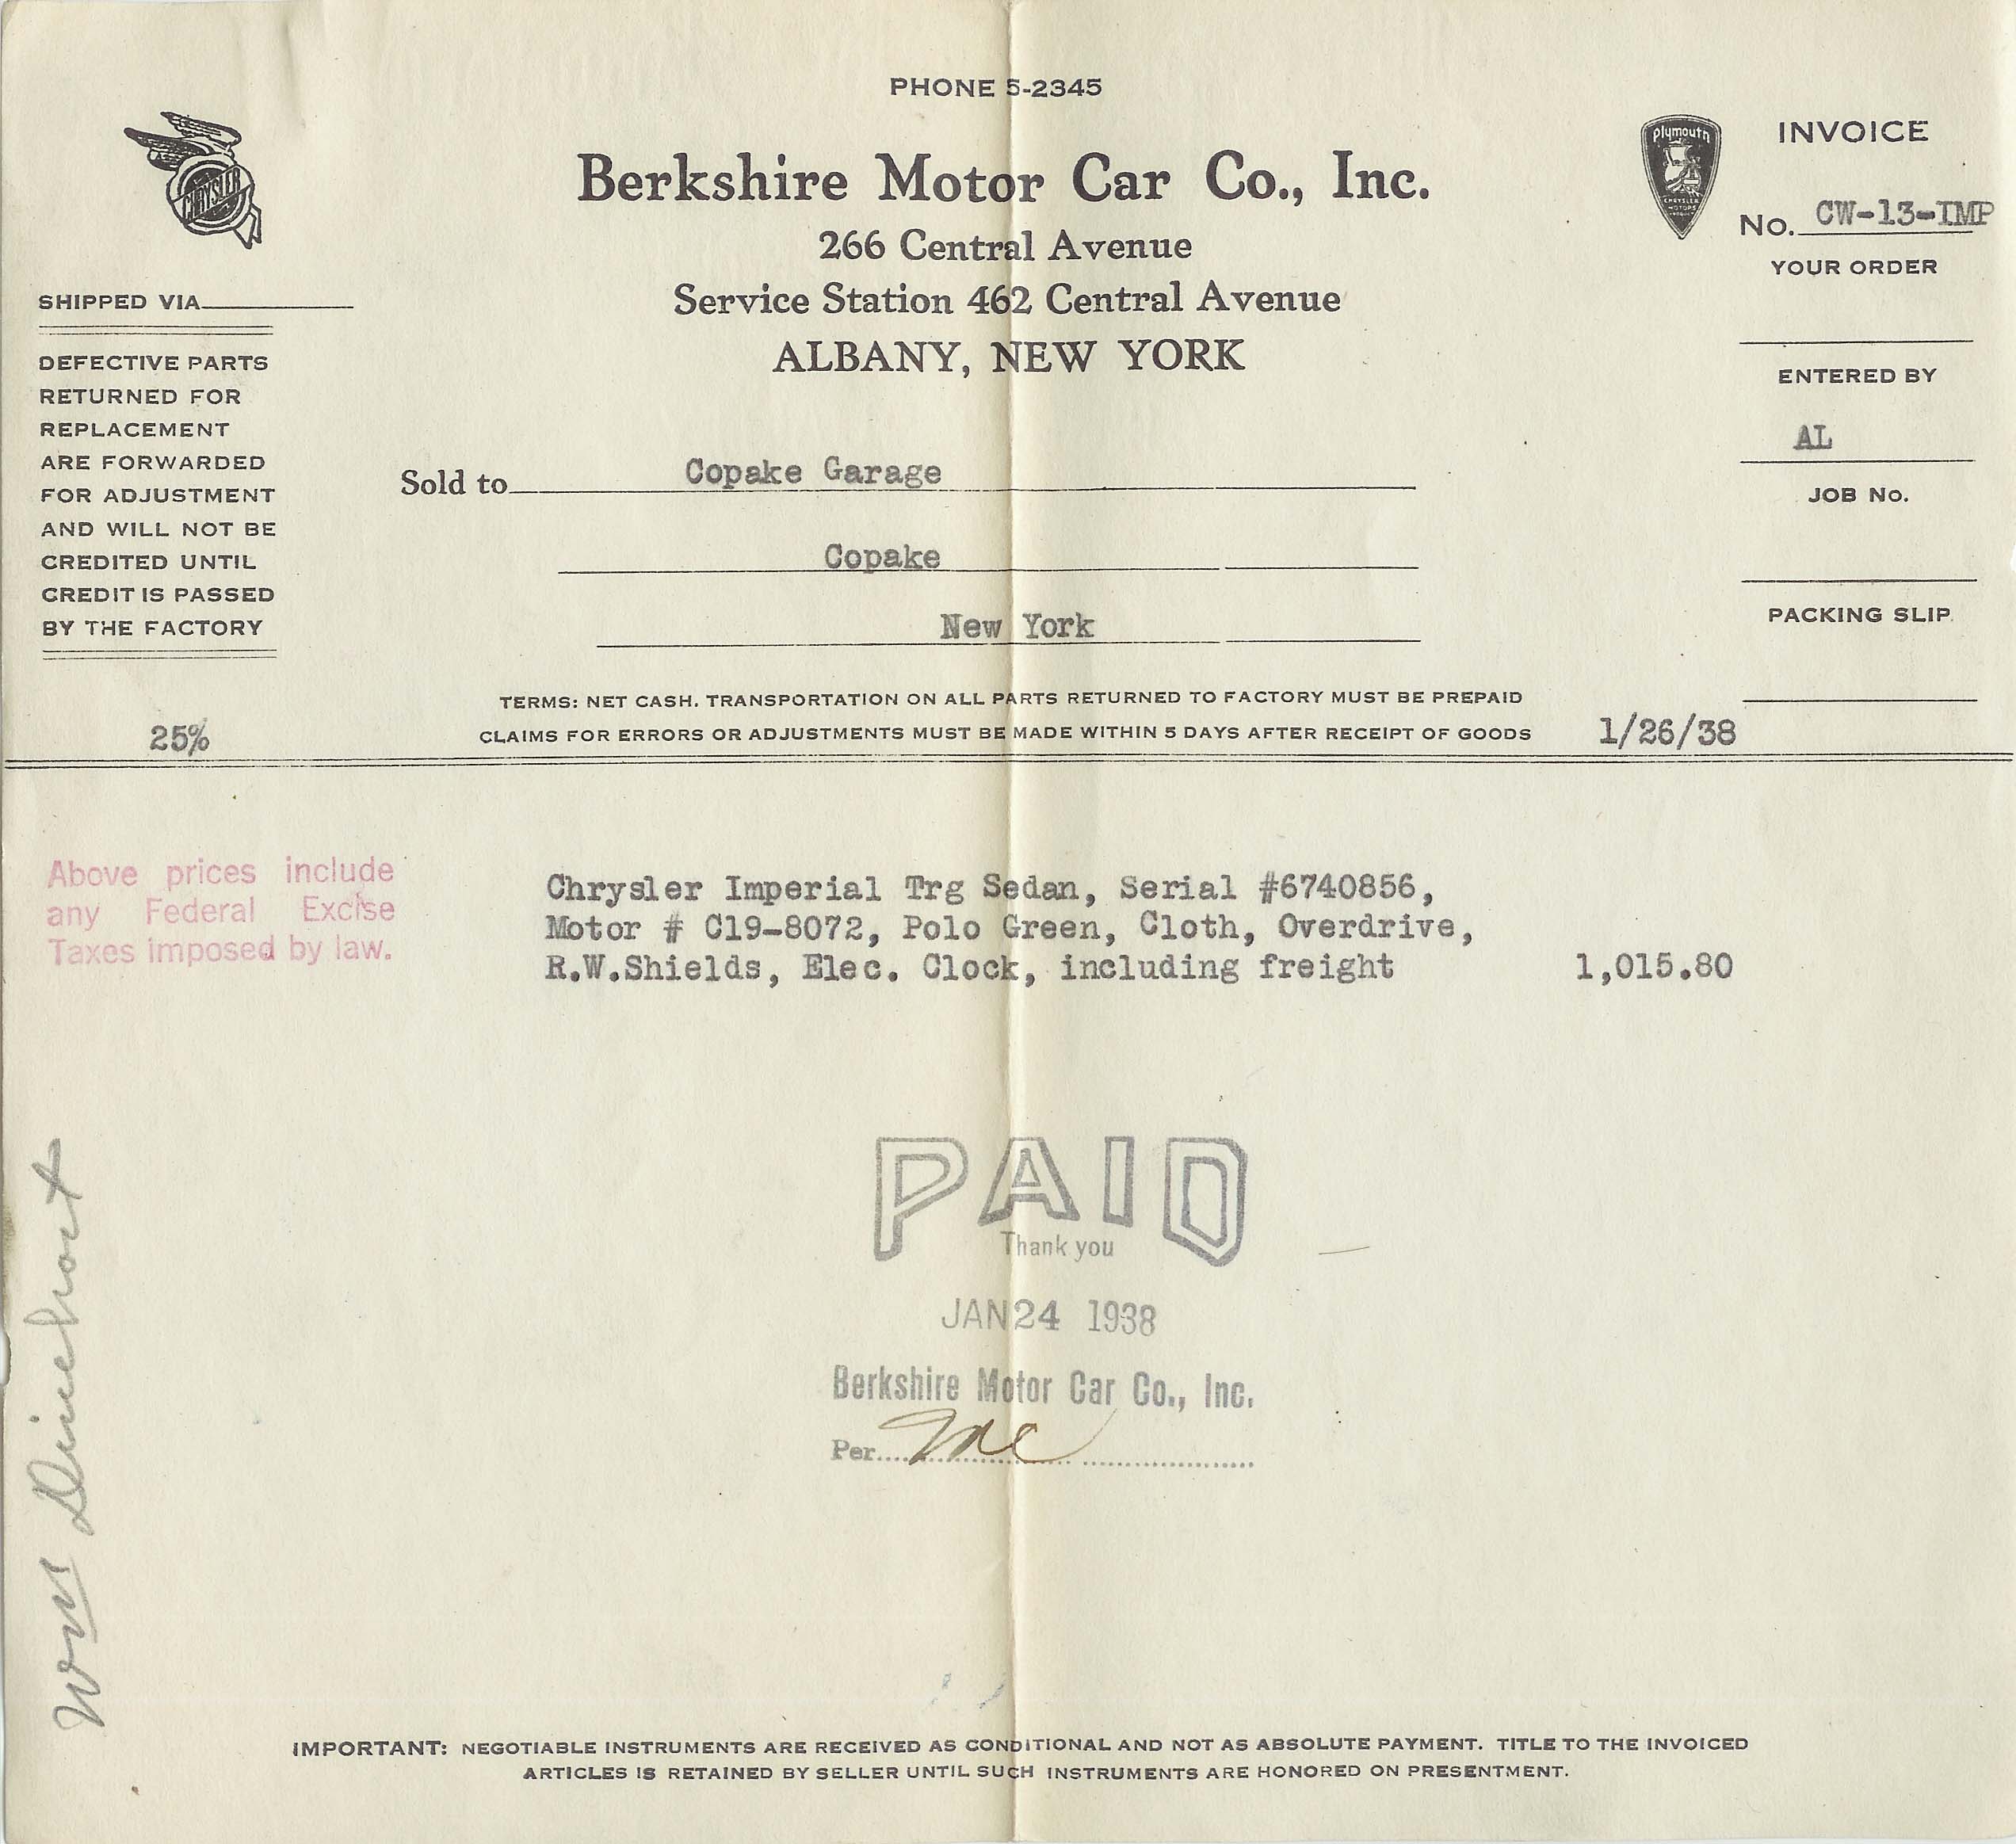 PHONE 5-2345
CHRYSLER
Plymouth
CHRYSLER
MOTORS
INVOICE
Berkshire Motor Car Co., Inc.
No. CW-13-IMP
266 Central Avenue
YOUR ORDER
SHIPPED VIA
Service Station 462 Central Avenue
ALBANY, NEW YORK
ENTERED BY
AL
DEFECTIVE PARTS
RETURNED FOR
REPLACEMENT
ARE FORWARDED
FOR ADJUSTMENT
AND WILL NOT BE
CREDITED UNTIL
CREDIT IS PASSED
BY THE FACTORY
Sold to Copake Garage
JOB No.
Copake
New York
PACKING SLIP
TERMS: NET CASH. TRANSPORTATION ON ALL PARTS RETURNED TO FACTORY MUST BE PREPAID
25%
CLAIMS FOR ERRORS OR ADJUSTMENTS MUST BE MADE WITHIN 5 DAYS AFTER RECEIPT OF GOODS
1/26/38
Above prices include
any Federal Excise
Taxes imposed by law.
Chrysler Imperial Trg Sedan, Serial #6740856,
Motor # C19-8072, Polo Green, Cloth, Overdrive,
R.W.Shields, Elec. Clock, including freight 1,015.80
PAID
Thank you
JAN 24 1938
Berkshire Motor Car Co., Inc.
Per
Wm Dinehart
IMPORTANT: NEGOTIABLE INSTRUMENTS ARE RECEIVED AS CONDITIONAL AND NOT AS ABSOLUTE PAYMENT. TITLE TO THE INVOICED
ARTICLES IS RETAINED BY SELLER UNTIL SUCH INSTRUMENTS ARE HONORED ON PRESENTMENT.